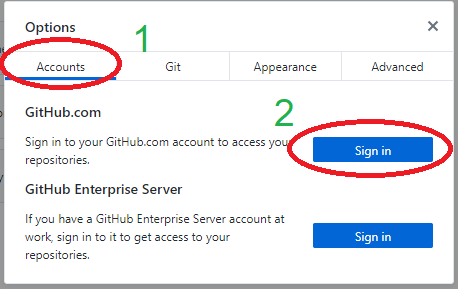 Options
×
1
Accounts Git Appearance Advanced
GitHub.com
2
Sign in to your GitHub.com account to access your
repositories.
Sign in
GitHub Enterprise Server
If you have a GitHub Enterprise Server account at
work, sign in to it to get access to your
repositories.
Sign in